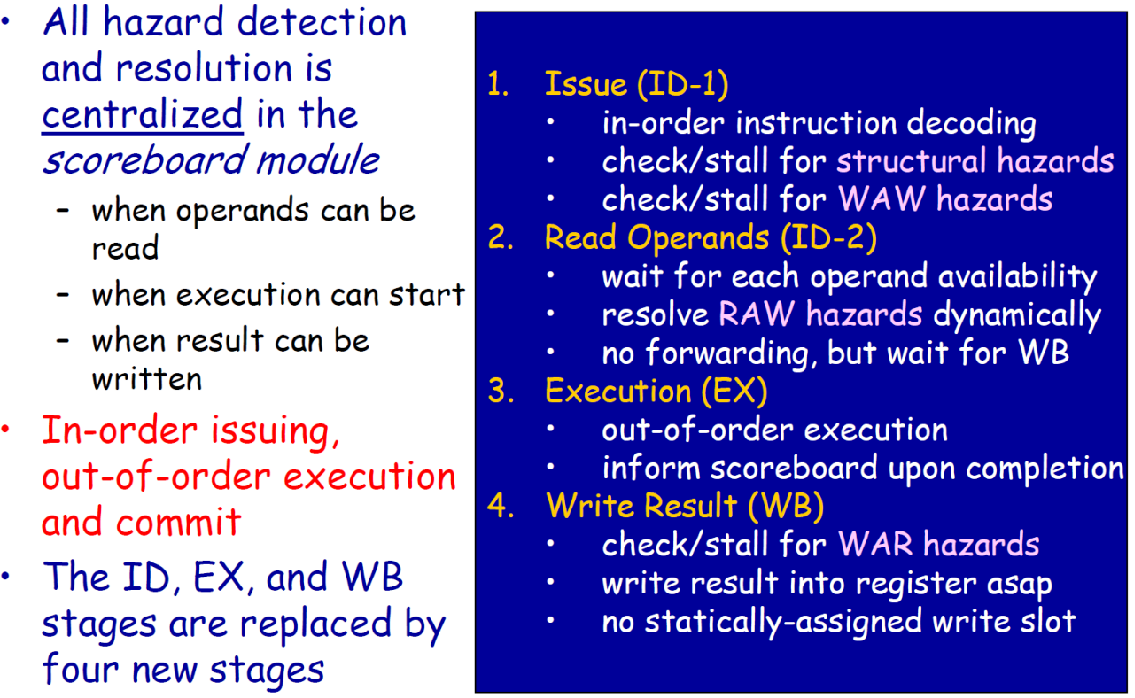 • All hazard detection
and resolution is
centralized in the
scoreboard module
– when operands can be
read
– when execution can start
– when result can be
written
• In-order issuing,
out-of-order execution
and commit
• The ID, EX, and WB
stages are replaced by
four new stages
1. Issue (ID-1)
• in-order instruction decoding
• check/stall for structural hazards
• check/stall for WAW hazards
2. Read Operands (ID-2)
• wait for each operand availability
• resolve RAW hazards dynamically
• no forwarding, but wait for WB
3. Execution (EX)
• out-of-order execution
• inform scoreboard upon completion
4. Write Result (WB)
• check/stall for WAR hazards
• write result into register asap
• no statically-assigned write slot